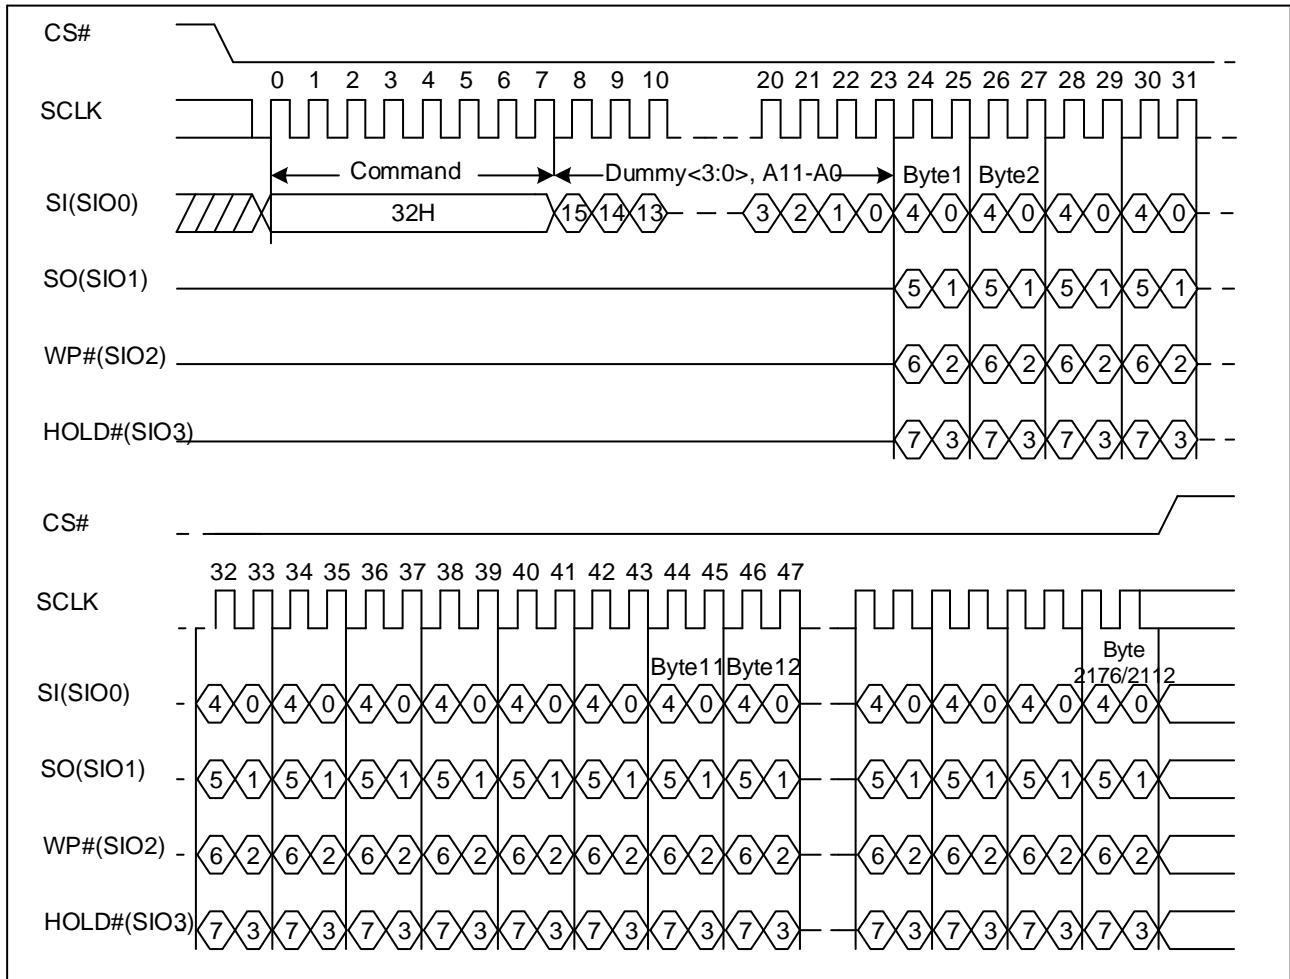 CS#
0 1 2 3 4 5 6 7 8 9 10 20 21 22 23 24 25 26 27 28 29 30 31
SCLK
Command Dummy<3:0>, A11-A0 Byte1 Byte2
SI(SIO0) 32H 15 14 13 3 2 1 0 4 0 4 0 4 0 4 0
SO(SIO1) 5 1 5 1 5 1 5 1
WP#(SIO2) 6 2 6 2 6 2 6 2
HOLD#(SIO3) 7 3 7 3 7 3 7 3
CS#
32 33 34 35 36 37 38 39 40 41 42 43 44 45 46 47
SCLK
Byte11 Byte12 Byte
2176/2112
SI(SIO0) 4 0 4 0 4 0 4 0 4 0 4 0 4 0 4 0 4 0 4 0 4 0 4 0
SO(SIO1) 5 1 5 1 5 1 5 1 5 1 5 1 5 1 5 1 5 1 5 1 5 1 5 1
WP#(SIO2) 6 2 6 2 6 2 6 2 6 2 6 2 6 2 6 2 6 2 6 2 6 2 6 2
HOLD#(SIO3) 7 3 7 3 7 3 7 3 7 3 7 3 7 3 7 3 7 3 7 3 7 3 7 3